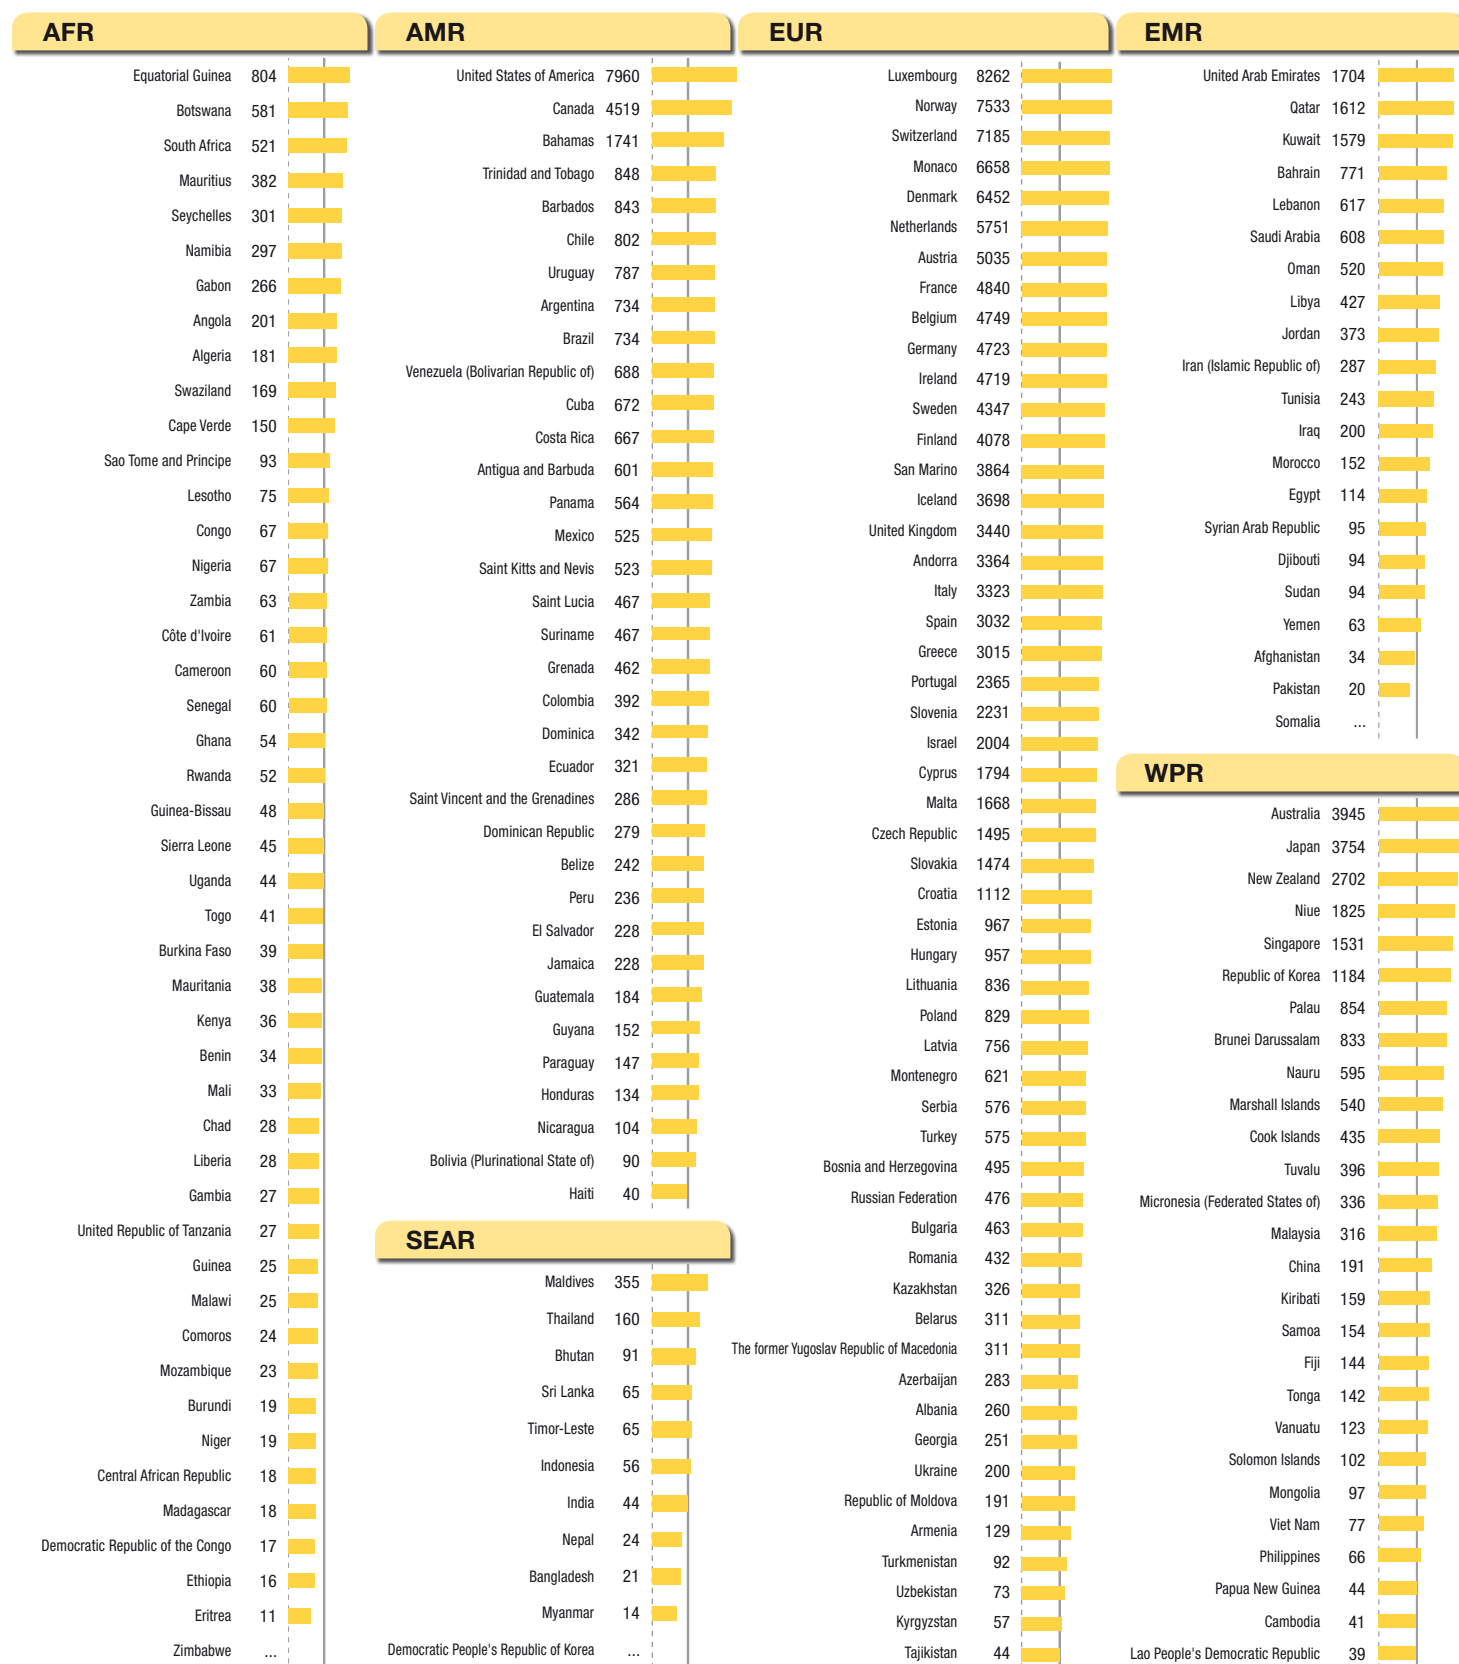 AFR
Equatorial Guinea 804
Botswana 581
South Africa 521
Mauritius 382
Seychelles 301
Namibia 297
Gabon 266
Angola 201
Algeria 181
Swaziland 169
Cape Verde 150
Sao Tome and Principe 93
Lesotho 75
Congo 67
Nigeria 67
Zambia 63
Côte d'Ivoire 61
Cameroon 60
Senegal 60
Ghana 54
Rwanda 52
Guinea-Bissau 48
Sierra Leone 45
Uganda 44
Togo 41
Burkina Faso 39
Mauritania 38
Kenya 36
Benin 34
Mali 33
Chad 28
Liberia 28
Gambia 27
United Republic of Tanzania 27
Guinea 25
Malawi 25
Comoros 24
Mozambique 23
Burundi 19
Niger 19
Central African Republic 18
Madagascar 18
Democratic Republic of the Congo 17
Ethiopia 16
Eritrea 11
Zimbabwe ...
AMR
United States of America 7960
Canada 4519
Bahamas 1741
Trinidad and Tobago 848
Barbados 843
Chile 802
Uruguay 787
Argentina 734
Brazil 734
Venezuela (Bolivarian Republic of) 688
Cuba 672
Costa Rica 667
Antigua and Barbuda 601
Panama 564
Mexico 525
Saint Kitts and Nevis 523
Saint Lucia 467
Suriname 467
Grenada 462
Colombia 392
Dominica 342
Ecuador 321
Saint Vincent and the Grenadines 286
Dominican Republic 279
Belize 242
Peru 236
El Salvador 228
Jamaica 228
Guatemala 184
Guyana 152
Paraguay 147
Honduras 134
Nicaragua 104
Bolivia (Plurinational State of) 90
Haiti 40
SEAR
Maldives 355
Thailand 160
Bhutan 91
Sri Lanka 65
Timor-Leste 65
Indonesia 56
India 44
Nepal 24
Bangladesh 21
Myanmar 14
Democratic People's Republic of Korea ...
EUR
Luxembourg 8262
Norway 7533
Switzerland 7185
Monaco 6658
Denmark 6452
Netherlands 5751
Austria 5035
France 4840
Belgium 4749
Germany 4723
Ireland 4719
Sweden 4347
Finland 4078
San Marino 3864
Iceland 3698
United Kingdom 3440
Andorra 3364
Italy 3323
Spain 3032
Greece 3015
Portugal 2365
Slovenia 2231
Israel 2004
Cyprus 1794
Malta 1668
Czech Republic 1495
Slovakia 1474
Croatia 1112
Estonia 967
Hungary 957
Lithuania 836
Poland 829
Latvia 756
Montenegro 621
Serbia 576
Turkey 575
Bosnia and Herzegovina 495
Russian Federation 476
Bulgaria 463
Romania 432
Kazakhstan 326
Belarus 311
The former Yugoslav Republic of Macedonia 311
Azerbaijan 283
Albania 260
Georgia 251
Ukraine 200
Republic of Moldova 191
Armenia 129
Turkmenistan 92
Uzbekistan 73
Kyrgyzstan 57
Tajikistan 44
EMR
United Arab Emirates 1704
Qatar 1612
Kuwait 1579
Bahrain 771
Lebanon 617
Saudi Arabia 608
Oman 520
Libya 427
Jordan 373
Iran (Islamic Republic of) 287
Tunisia 243
Iraq 200
Morocco 152
Egypt 114
Syrian Arab Republic 95
Djibouti 94
Sudan 94
Yemen 63
Afghanistan 34
Pakistan 20
Somalia ...
WPR
Australia 3945
Japan 3754
New Zealand 2702
Niue 1825
Singapore 1531
Republic of Korea 1184
Palau 854
Brunei Darussalam 833
Nauru 595
Marshall Islands 540
Cook Islands 435
Tuvalu 396
Micronesia (Federated States of) 336
Malaysia 316
China 191
Kiribati 159
Samoa 154
Fiji 144
Tonga 142
Vanuatu 123
Solomon Islands 102
Mongolia 97
Viet Nam 77
Philippines 66
Papua New Guinea 44
Cambodia 41
Lao People's Democratic Republic 39